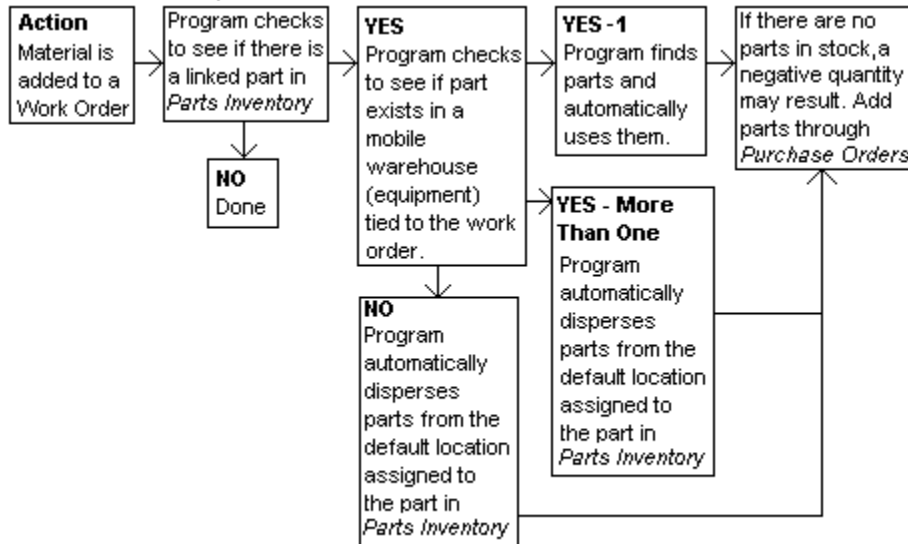 Action
Material is
added to a
Work Order
Program checks
to see if there is
a linked part in
Parts Inventory
NO
Done
YES
Program checks
to see if part
exists in a
mobile
warehouse
(equipment)
tied to the work
order.
YES -1
Program finds
parts and
automatically
uses them.
If there are no
parts in stock,a
negative quantity
may result. Add
parts through
Purchase Orders
YES - More
Than One
Program
automatically
disperses
parts from the
default location
assigned to
the part in
Parts Inventory
NO
Program
automatically
disperses
parts from the
default location
assigned to
the part in
Parts Inventory